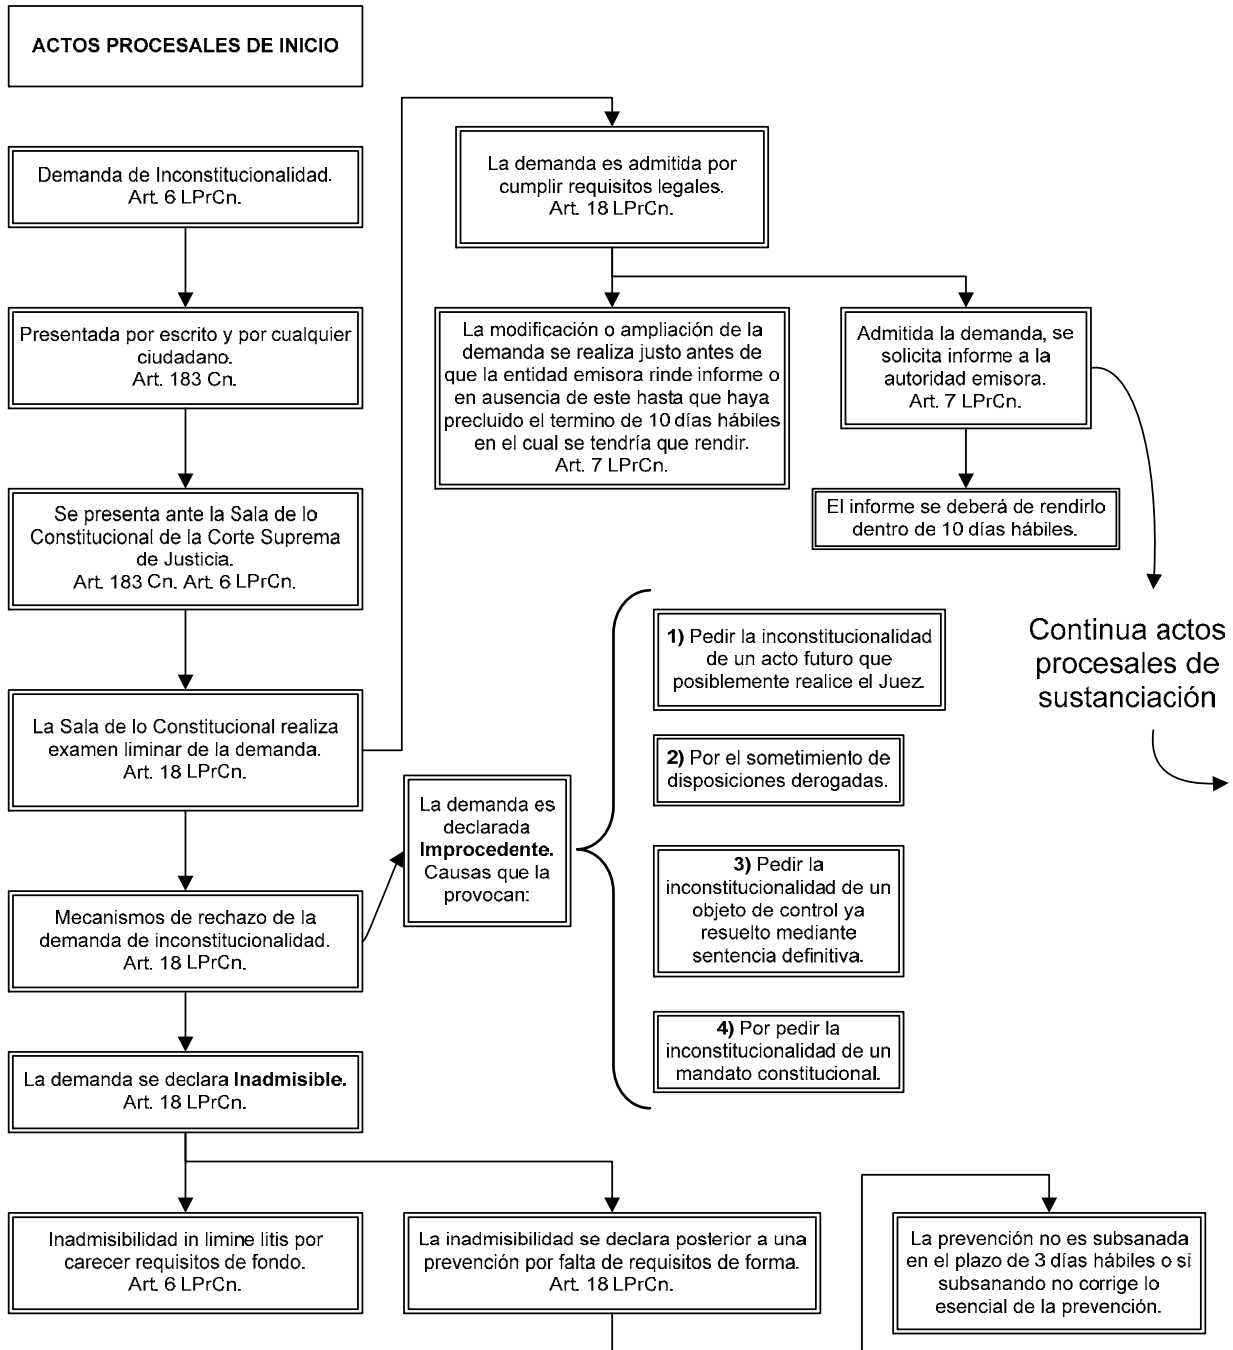 ACTOS PROCESALES DE INICIO
Demanda de Inconstitucionalidad.
Art. 6 LPrCn.
Presentada por escrito y por cualquier
ciudadano.
Art. 183 Cn.
Se presenta ante la Sala de lo
Constitucional de la Corte Suprema
de Justicia.
Art. 183 Cn. Art. 6 LPrCn.
La Sala de lo Constitucional realiza
examen liminar de la demanda.
Art. 18 LPrCn.
Mecanismos de rechazo de la
demanda de inconstitucionalidad.
Art. 18 LPrCn.
La demanda se declara Inadmisible.
Art. 18 LPrCn.
Inadmisibilidad in limine litis por
carecer requisitos de fondo.
Art. 6 LPrCn.
La demanda es admitida por
cumplir requisitos legales.
Art. 18 LPrCn.
La modificación o ampliación de la
demanda se realiza justo antes de
que la entidad emisora rinde informe o
en ausencia de este hasta que haya
precluido el termino de 10 días hábiles
en el cual se tendría que rendir.
Art. 7 LPrCn.
Admitida la demanda, se
solicita informe a la
autoridad emisora.
Art. 7 LPrCn.
El informe se deberá de rendirlo
dentro de 10 días hábiles.
Continua actos
procesales de
sustanciación
La demanda es
declarada
Improcedente.
Causas que la
provocan:
1) Pedir la inconstitucionalidad
de un acto futuro que
posiblemente realice el Juez.
2) Por el sometimiento de
disposiciones derogadas.
3) Pedir la
inconstitucionalidad de un
objeto de control ya
resuelto mediante
sentencia definitiva.
4) Por pedir la
inconstitucionalidad de un
mandato constitucional.
La inadmisibilidad se declara posterior a una
prevención por falta de requisitos de forma.
Art. 18 LPrCn.
La prevención no es subsanada
en el plazo de 3 días hábiles o si
subsanando no corrige lo
esencial de la prevención.